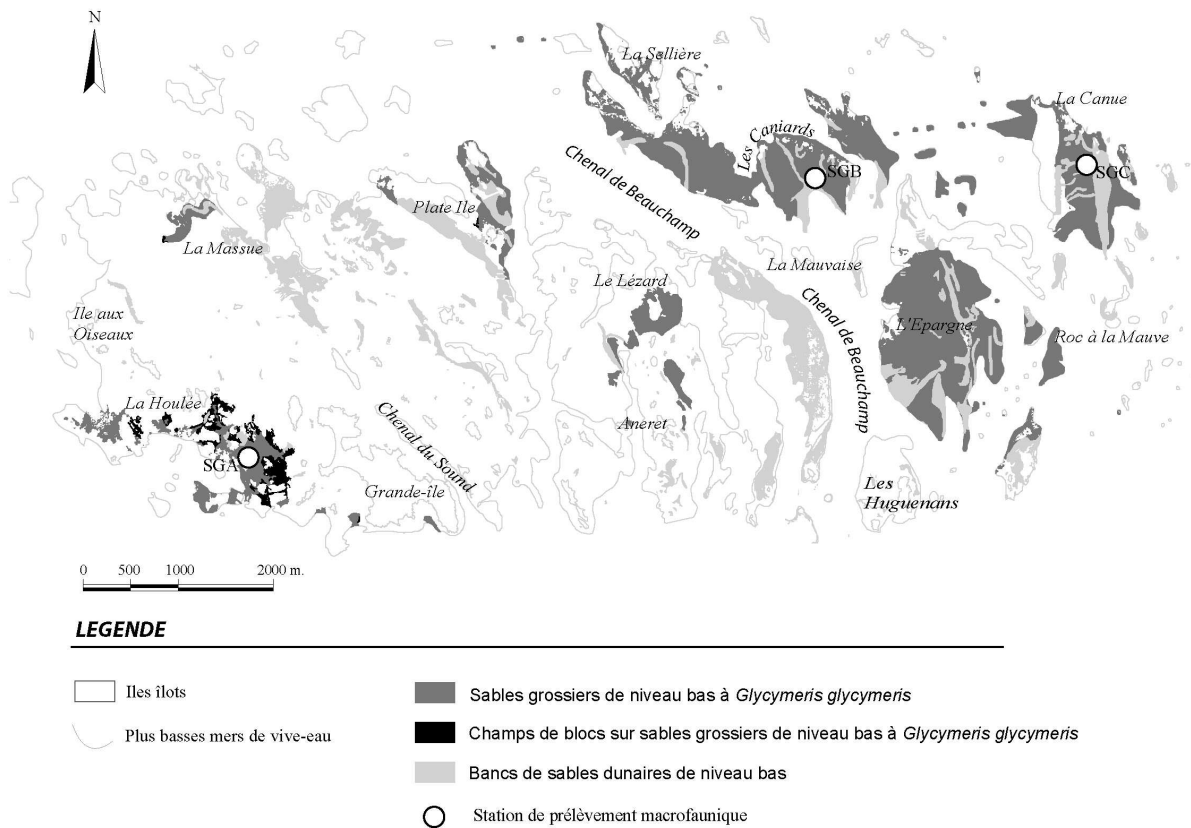 N
La Sellière
La Canue
Les Caniards
SGB
SGC
Chenal de Beauchamp
Plate Ile
La Massue
La Mauvaise
Le Lézard
Chenal de Beauchamp
Ile aux
Oiseaux
L'Epargne
Roc à la Mauve
La Houlée
SGA
Chenal du Sound
Aneret
Grande-île
Les
Huguenans
0 500 1000 2000 m.
LEGENDE
Iles îlots
Plus basses mers de vive-eau
Sables grossiers de niveau bas à Glycymeris glycymeris
Champs de blocs sur sables grossiers de niveau bas à Glycymeris glycymeris
Bancs de sables dunaires de niveau bas
Station de prélèvement macrofaunique